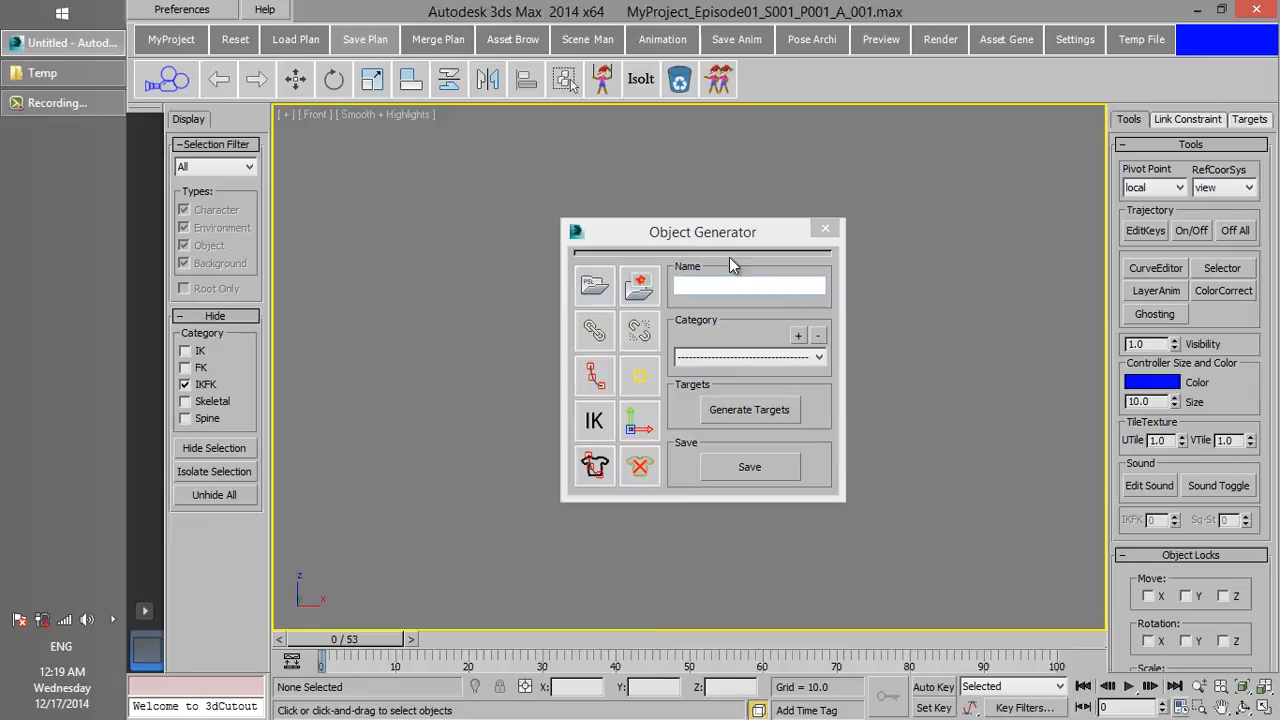 Preferences Help Autodesk 3ds Max 2014 x64 MyProject_Episode01_S001_P001_A_001.max
Untitled - Autod...
MyProject Reset Load Plan Save Plan Merge Plan Asset Brow Scene Man Animation Save Anim Pose Archi Preview Render Asset Gene Settings Temp File
Temp
Isolt
Recording...
Display
[ + ] [ Front ] [ Smooth + Highlights ]
Tools Link Constraint Targets
Selection Filter
All
Types:
Character
Environment
Object
Background
Root Only
Hide
Category
IK
FK
IKFK
Skeletal
Spine
Hide Selection
Isolate Selection
Unhide All
Object Generator
PSL
Name
Category
+ -
------------------------------------
Targets
Generate Targets
IK
Save
Save
Tools
Pivot Point RefCoorSys
local view
Trajectory
EditKeys On/Off Off All
CurveEditor Selector
LayerAnim ColorCorrect
Ghosting
1.0 Visibility
Controller Size and Color
Color
10.0 Size
TileTexture
UTile 1.0 VTile 1.0
Sound
Edit Sound Sound Toggle
IKFK 0 Sq-St 0
Object Locks
Move:
X Y Z
Rotation:
X Y Z
Scale:
z
x
< 0 / 53 >
0 10 20 30 40 50 60 70 80 90 100
ENG
12:19 AM
Wednesday
12/17/2014
None Selected X: Y: Z: Grid = 10.0 Auto Key Selected
Welcome to 3dCutout Click or click-and-drag to select objects Add Time Tag Set Key Key Filters... 0